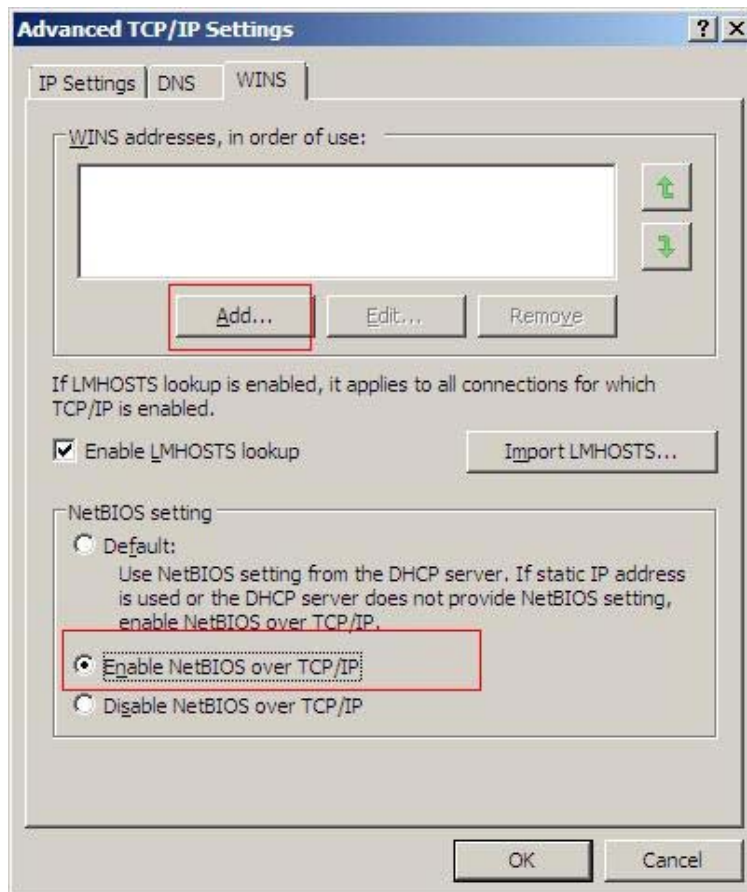 Advanced TCP/IP Settings ? X
IP Settings DNS WINS
WINS addresses, in order of use:
Add... Edit... Remove
If LMHOSTS lookup is enabled, it applies to all connections for which
TCP/IP is enabled.
Enable LMHOSTS lookup Import LMHOSTS...
NetBIOS setting
Default:
Use NetBIOS setting from the DHCP server. If static IP address
is used or the DHCP server does not provide NetBIOS setting,
enable NetBIOS over TCP/IP.
Enable NetBIOS over TCP/IP
Disable NetBIOS over TCP/IP
OK Cancel